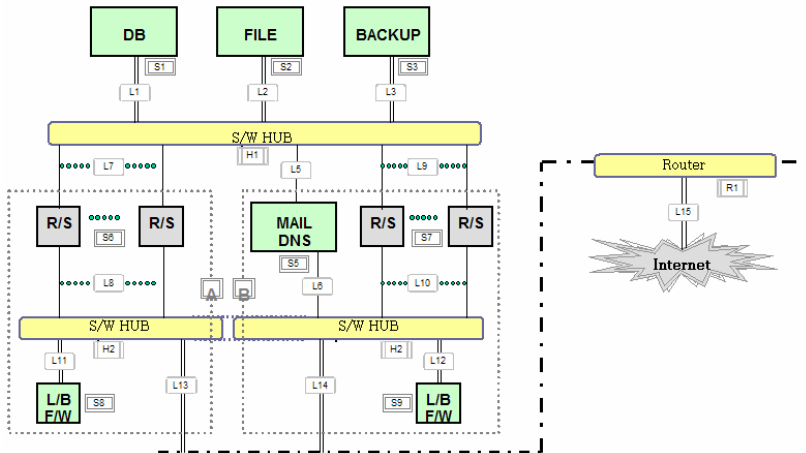 DB
FILE
BACKUP
S1
S2
S3
L1
L2
L3
S/W HUB
H1
L7
L5
L9
Router
R1
R/S
R/S
MAIL
DNS
R/S
R/S
S6
S7
L15
S5
Internet
L8
A
B
L6
L10
S/W HUB
S/W HUB
H2
H2
L11
L12
L13
L14
L/B
F/W
S8
S9
L/B
F/W